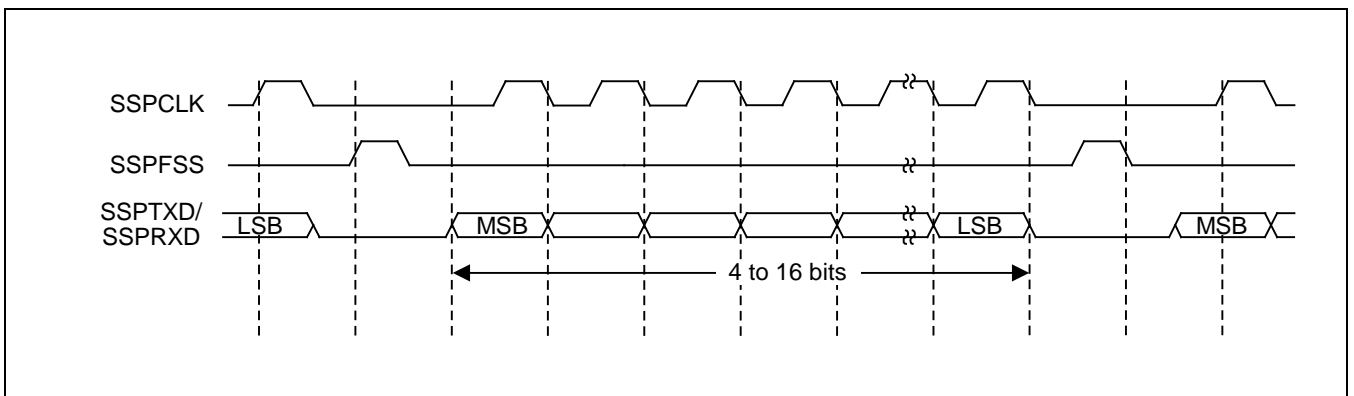 SSPCLK
SSPFSS
SSPTXD/
SSPRXD
LSB
MSB
LSB
MSB
4 to 16 bits